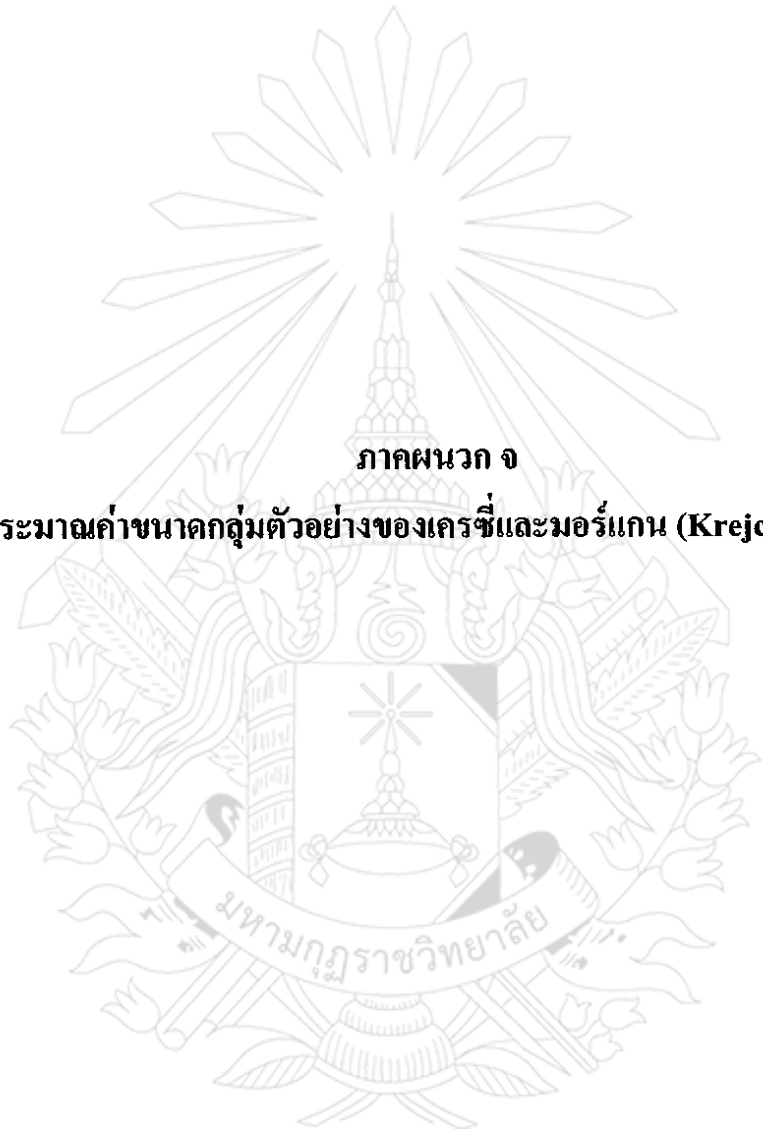 ภาคผนวก จ
ระมาณค่าขนาดกลุ่มตัวอย่างของเครซี่และมอร์แกน (Krejc
มหามกุฏราชวิทยาลัย